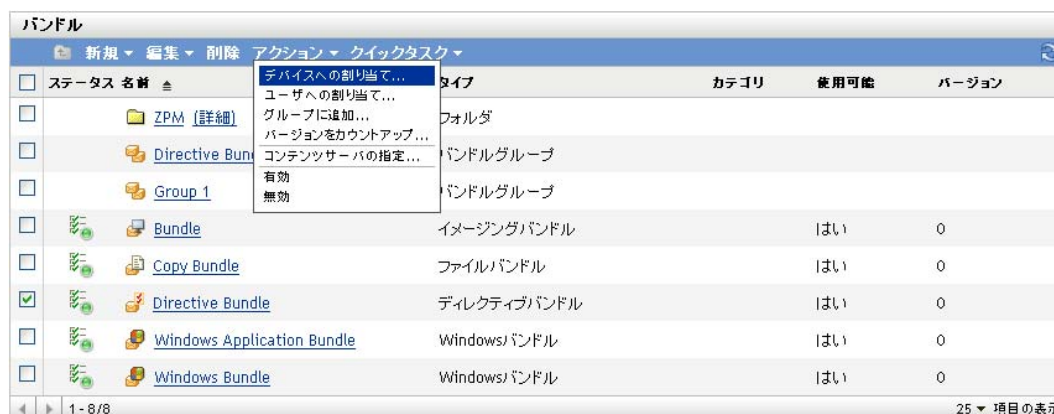 バンドル
新規 編集 削除 アクション クイックタスク
ステータス 名前 タイプ カテゴリ 使用可能 バージョン
デバイスへの割り当て...
ユーザへの割り当て...
グループに追加...
バージョンをカウントアップ...
コンテンツサーバの指定...
有効
無効
ZPM (詳細) フォルダ
Directive Bun バンドルグループ
Group 1 バンドルグループ
Bundle イメージングバンドル はい 0
Copy Bundle ファイルバンドル はい 0
Directive Bundle ディレクティブバンドル はい 0
Windows Application Bundle Windowsバンドル はい 0
Windows Bundle Windowsバンドル はい 0
1 - 8/8 25 項目の表示